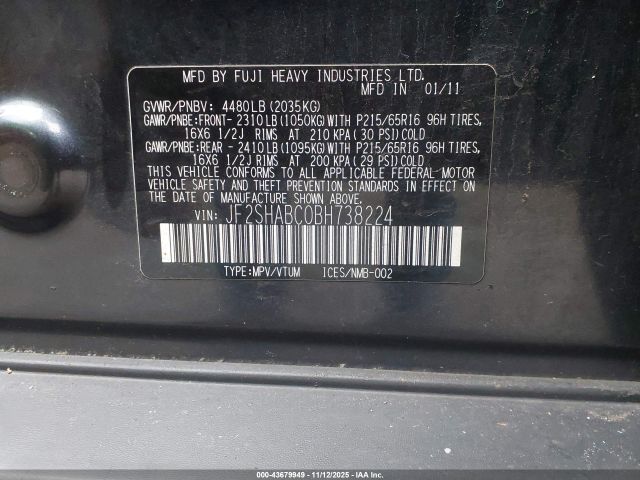 MFD BY FUJI HEAVY INDUSTRIES LTD.
MFD IN 01/11
GVWR/PNBV: 4480LB(2035KG)
GAWR/PNBE:FRONT- 2310LB(1050KG)WITH P215/65R16 96H TIRES,
16X6 1/2J RIMS AT 210KPA(30 PSI)COLD
GAWR/PNBE:REAR - 2410LB(1095KG)WITH P215/65R16 96H TIRES,
16X6 1/2J RIMS AT 200KPA(29 PSI)COLD
THIS VEHICLE CONFORMS TO ALL APPLICABLE FEDERAL-MOTOR
VEHICLE SAFETY AND THEFT PREVENTION STANDARDS IN EFFECT
ON THE DATE OF MANUFACTURE SHOWN ABOVE.
VIN: JF2SHABC0BH738224
TYPE:MPV/VTUM ICES/NMB-002
000-43679949 - 11/12/2025 - IAA Inc.